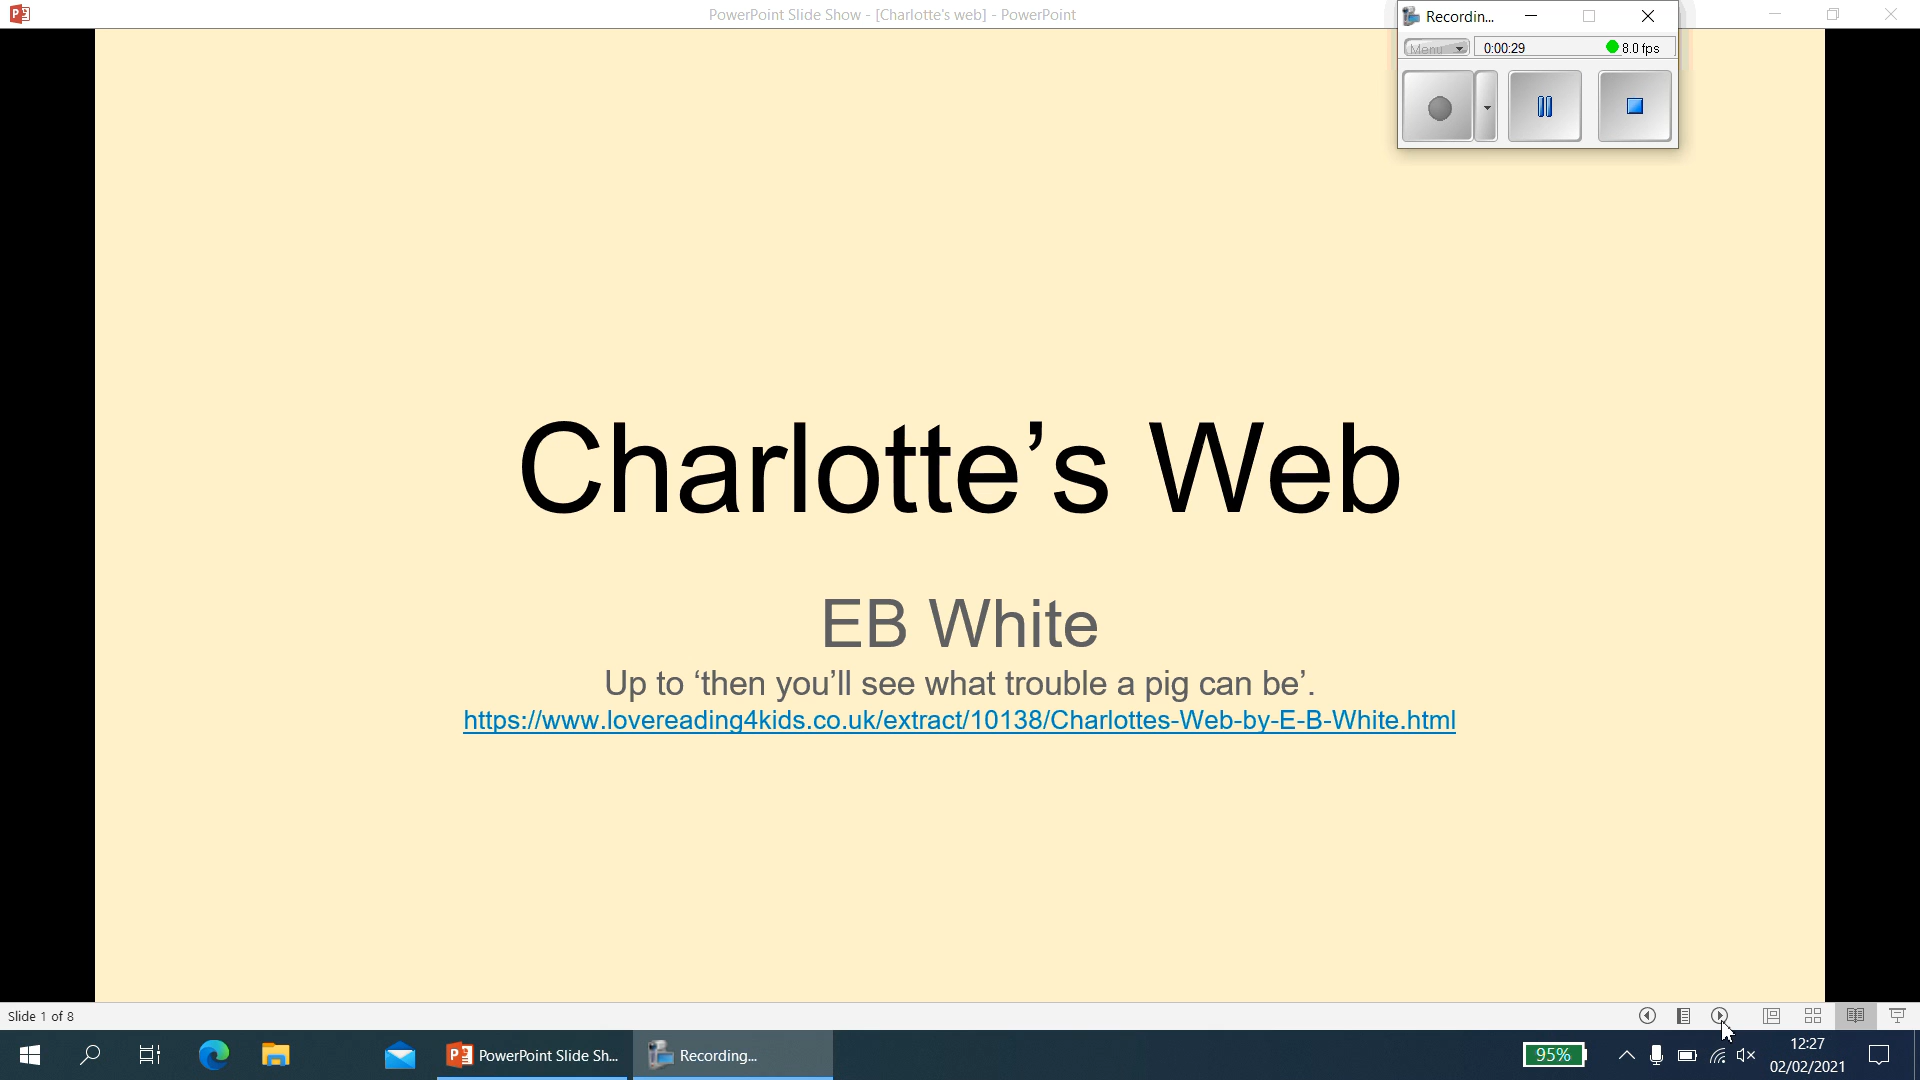 PowerPoint Slide Show - [Charlotte's web] - PowerPoint
Recordin...
Menu
0:00:29
8.0 fps
Charlotte’s Web
EB White
Up to ‘then you’ll see what trouble a pig can be’.
https://www.lovereading4kids.co.uk/extract/10138/Charlottes-Web-by-E-B-White.html
Slide 1 of 8
PowerPoint Slide Sh...
Recording...
95%
12:27
02/02/2021